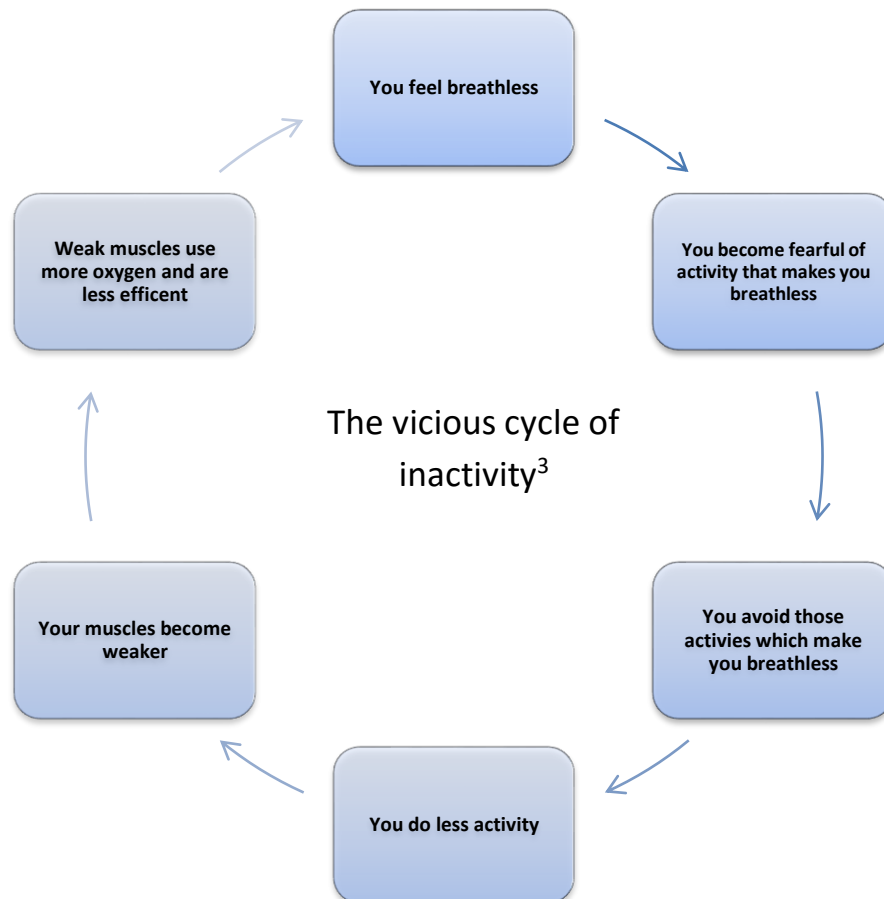 You feel breathless
You become fearful of
activity that makes you
breathless
You avoid those
activies which make
you breathless
You do less activity
Your muscles become
weaker
Weak muscles use
more oxygen and are
less efficent
The vicious cycle of
inactivity³